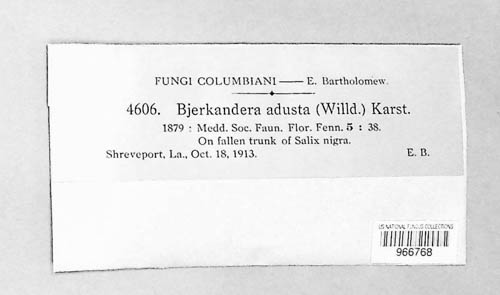 FUNGI COLUMBIANI — E. Bartholomew.
4606. Bjerkandera adusta (Willd.) Karst.
1879 : Medd. Soc. Faun. Flor. Fenn. 5 : 38.
On fallen trunk of Salix nigra.
Shreveport, La., Oct. 18, 1913. E. B.
US NATIONAL FUNGUS COLLECTIONS
966768